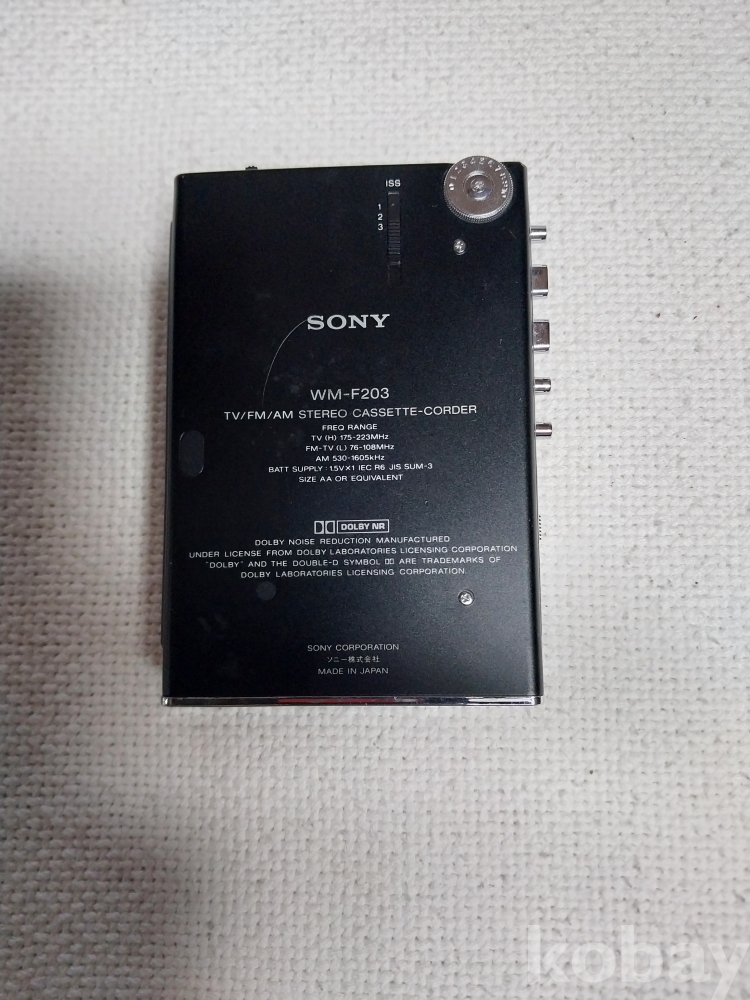 ISS
1
2
3
SONY
WM-F203
TV/FM/AM STEREO CASSETTE-CORDER
FREQ RANGE
TV (H) 175-223MHz
FM-TV (L) 76-108MHz
AM 530-1605kHz
BATT SUPPLY : 1.5V×1 IEC R6 JIS SUM-3
SIZE AA OR EQUIVALENT
DOLBY NR
DOLBY NOISE REDUCTION MANUFACTURED
UNDER LICENSE FROM DOLBY LABORATORIES LICENSING CORPORATION
"DOLBY" AND THE DOUBLE-D SYMBOL ARE TRADEMARKS OF
DOLBY LABORATORIES LICENSING CORPORATION.
SONY CORPORATION
ソニー株式会社
MADE IN JAPAN
kobay